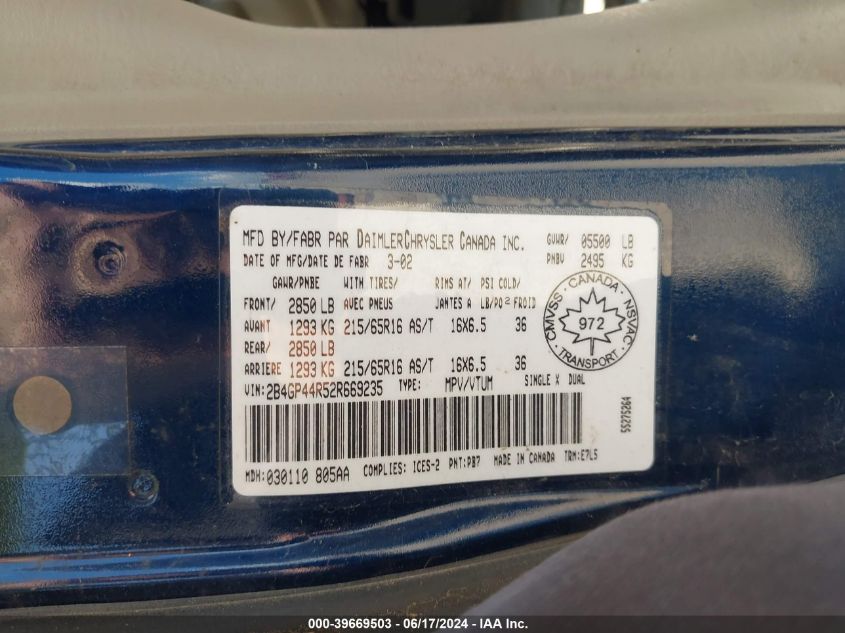 MFD BY/FABR PAR DAIMLERCHRYSLER CANADA INC. GVWR/ 05500 LB
DATE OF MFG/DATE DE FABR 3-02 PNBV 2495 KG
GAWR/PNBE WITH TIRES/ RIMS AT/ PSI COLD/
FRONT/ 2850 LB AVEC PNEUS JANTES A LB/PO² FROID
AVANT 1293 KG 215/65R16 AS/T 16X6.5 36
REAR/ 2850 LB
ARRIERE 1293 KG 215/65R16 AS/T 16X6.5 36
VIN: 2B4GP44R52R669235 TYPE: MPV/VTUM SINGLE X DUAL
CMVSS CANADA NSVAC
972
TRANSPORT
55275264
MDH: 030110 805AA COMPLIES: ICES-2 PNT: PB7 MADE IN CANADA TRM: E7L5
000-39669503 - 06/17/2024 - IAAI - Copyright IAA, Inc.